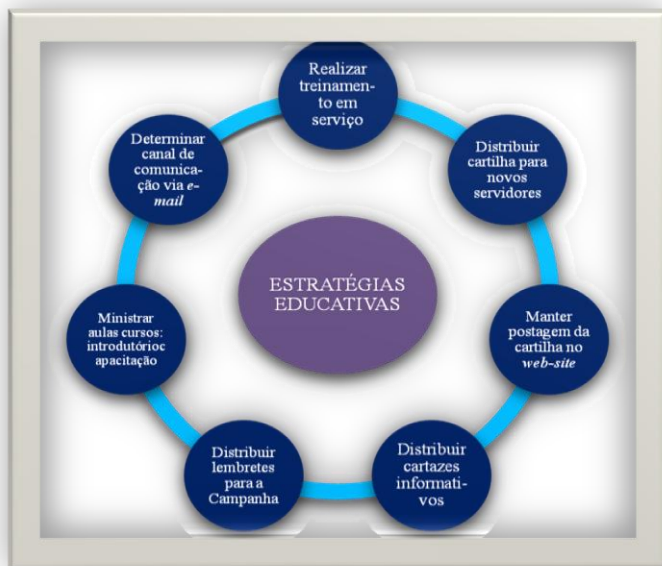 Realizar
treinamen-
to em
serviço
Distribuir
cartilha para
novos
servidores
Manter
postagem da
cartilha no
web-site
Distribuir
cartazes
informati-
vos
Distribuir
lembretes
para a
Campanha
Ministrar
aulas cursos:
introdutórioc
apacitação
Determinar
canal de
comunica-
ção via e-
mail
ESTRATÉGIAS
EDUCATIVAS